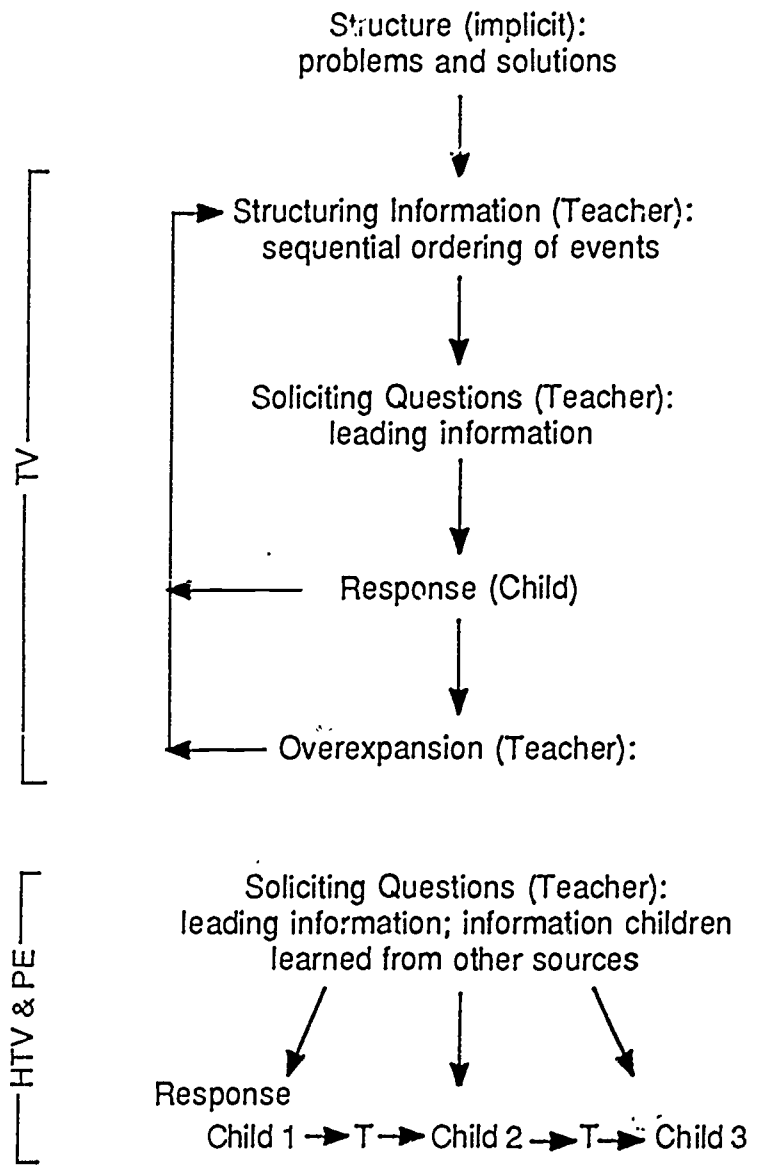 Structure (implicit):
problems and solutions
Structuring Information (Teacher):
sequential ordering of events
Soliciting Questions (Teacher):
leading information
TV
Response (Child)
Overexpansion (Teacher):
Soliciting Questions (Teacher):
leading information; information children
learned from other sources
HTV & PE
Response
Child 1 → T → Child 2 → T → Child 3